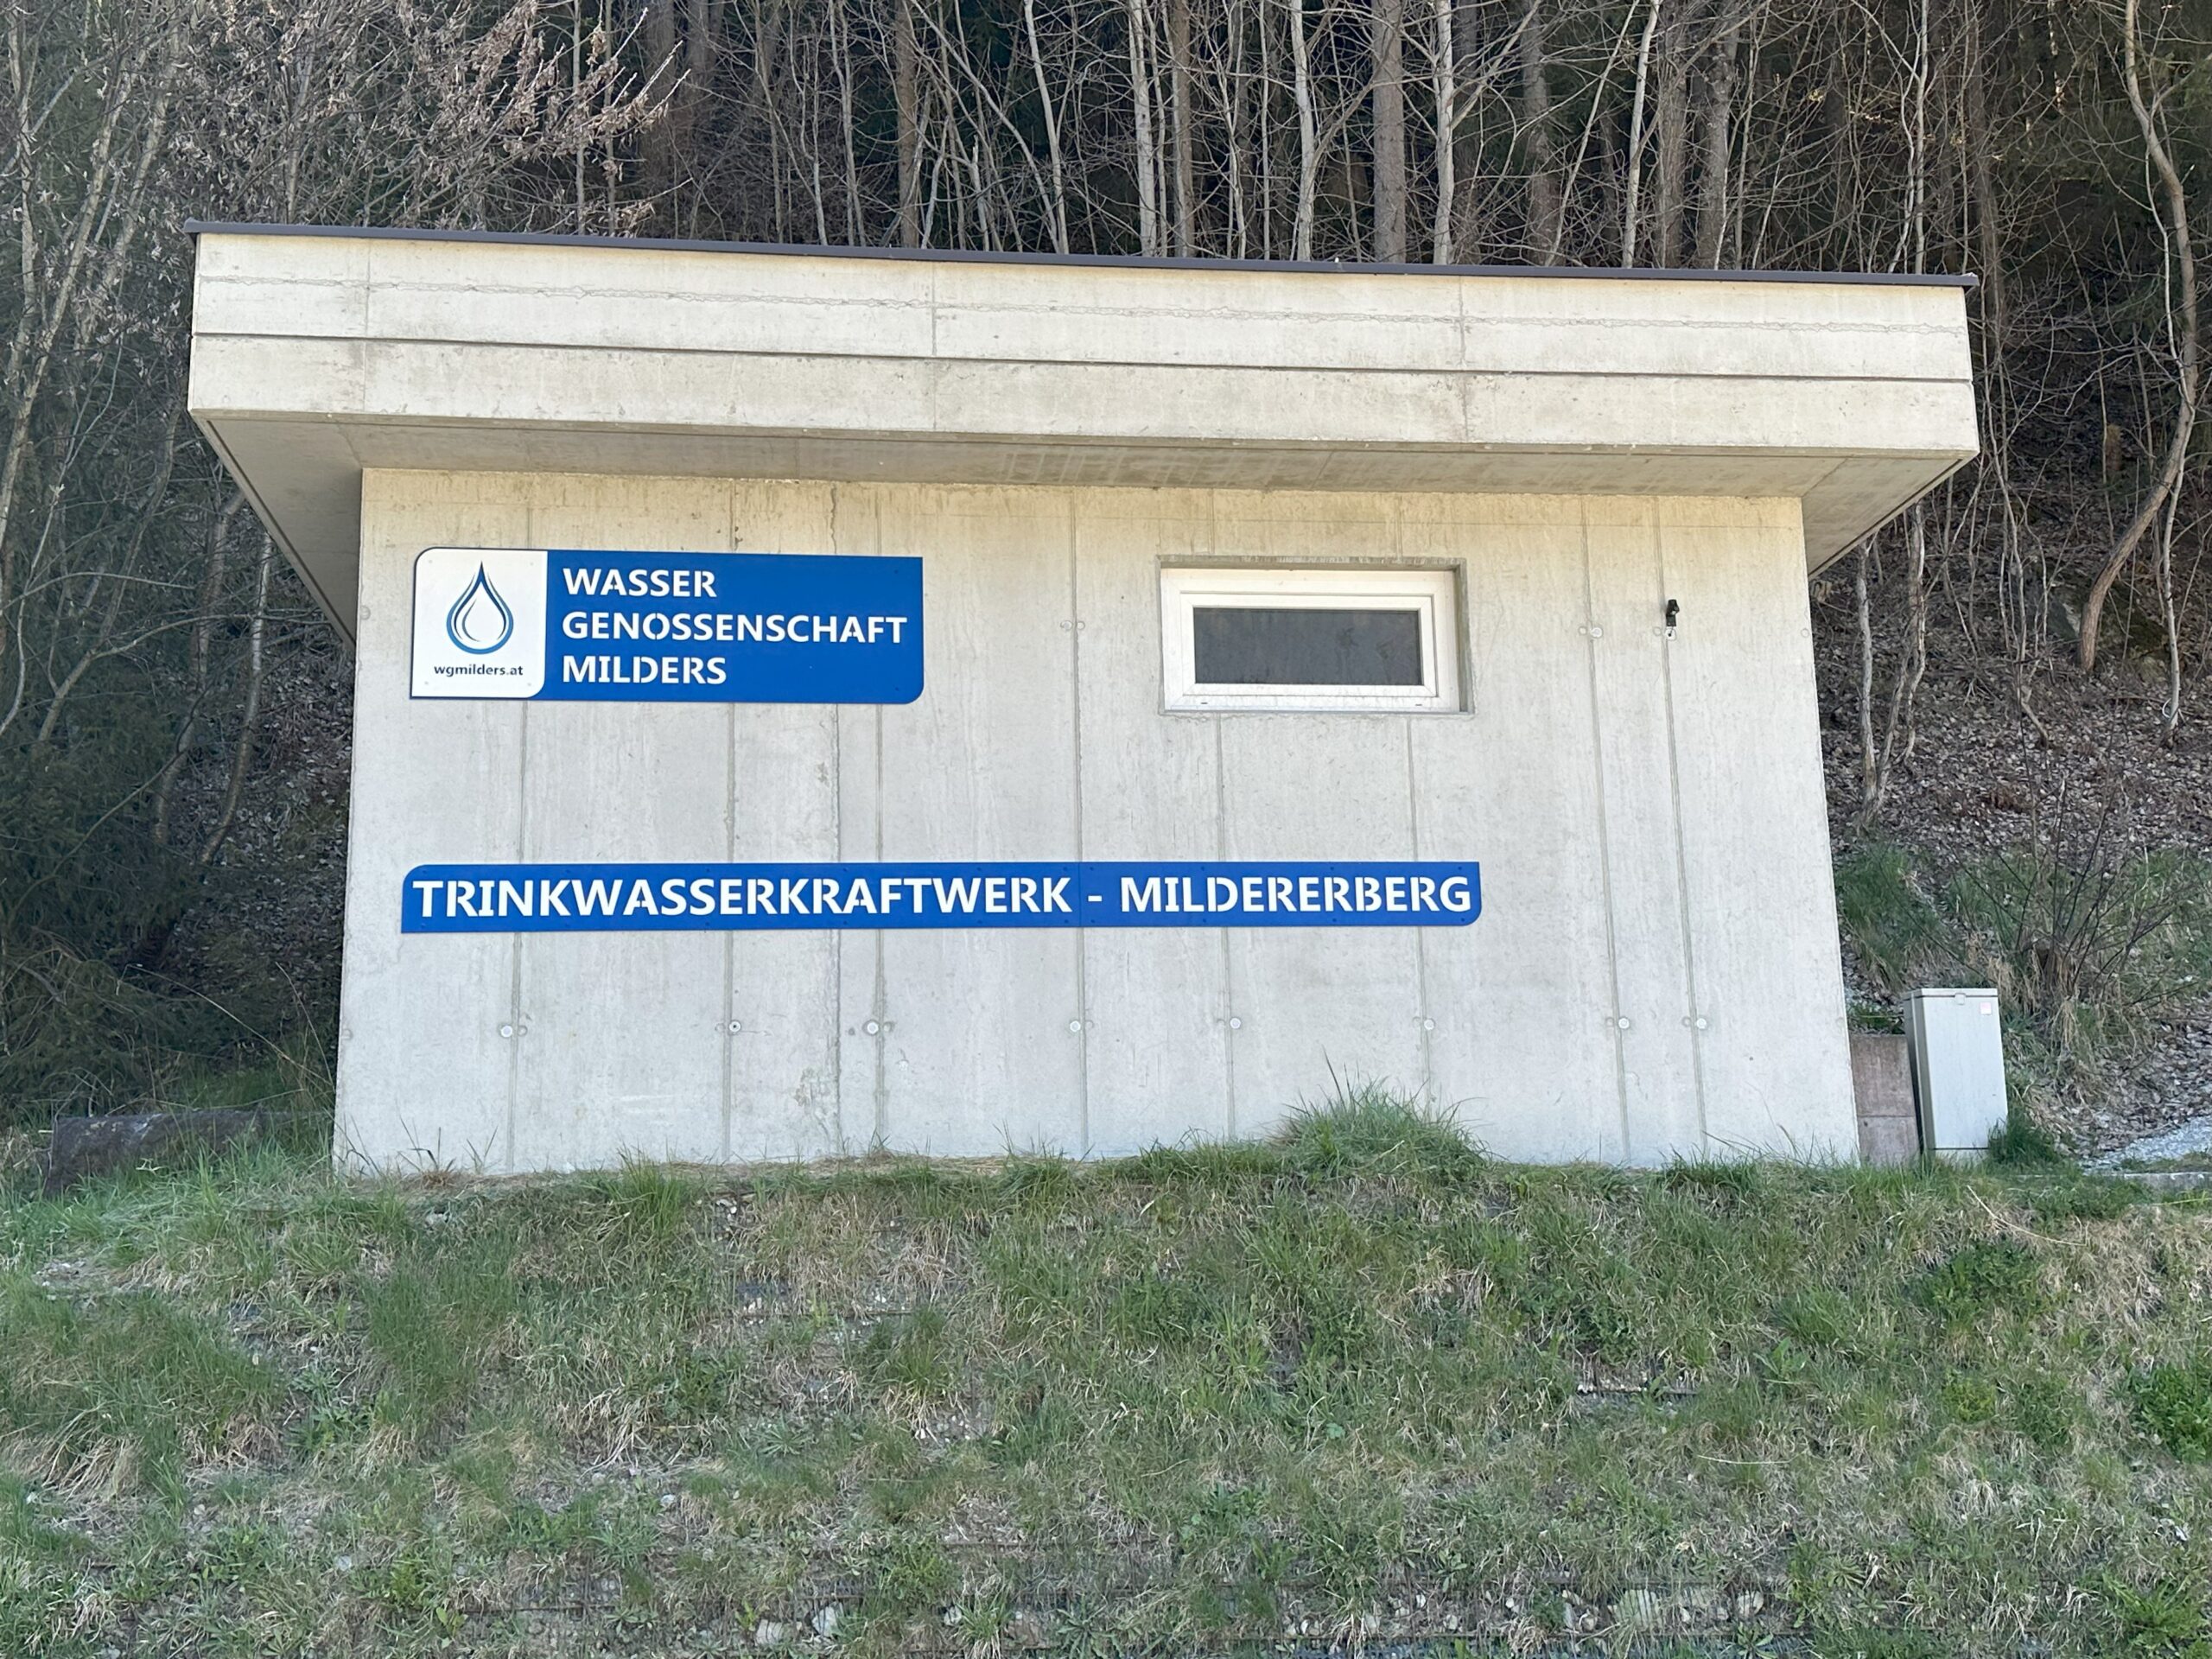 WASSER
GENOSSENSCHAFT
MILDERS
wgmilders.at
TRINKWASSERKRAFTWERK - MILDERERBERG